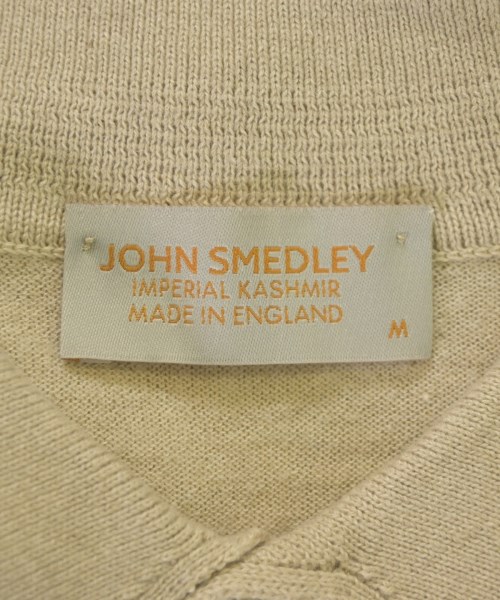 JOHN SMEDLEY
IMPERIAL KASHMIR
MADE IN ENGLAND
M